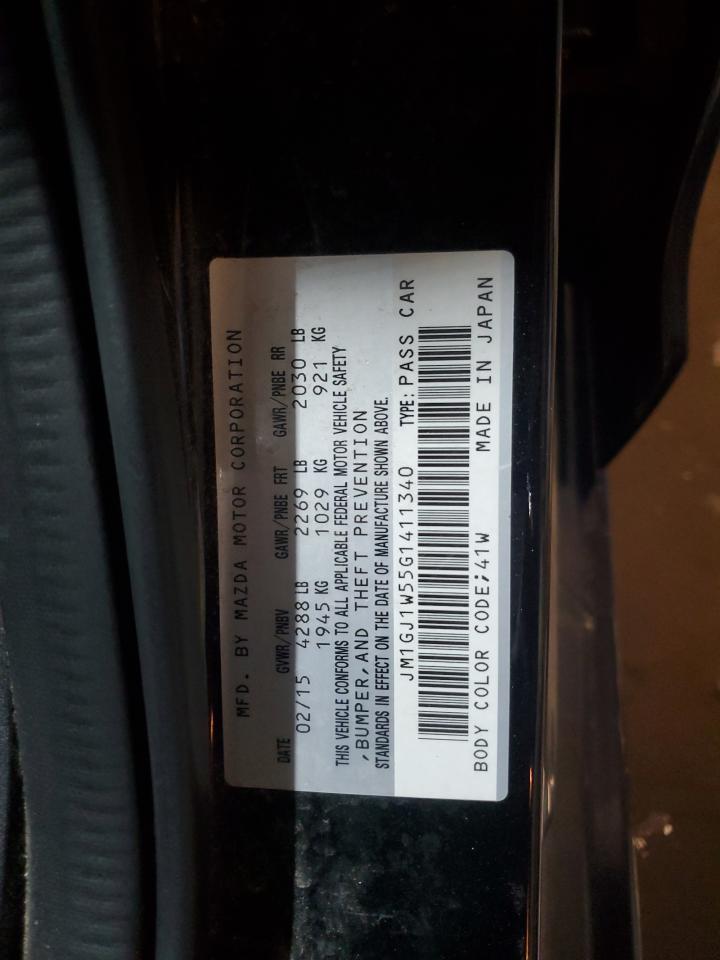 MFD. BY MAZDA MOTOR CORPORATION
DATE GVWR/PNBV GAWR/PNBE FRT GAWR/PNBE RR
02/15 4288 LB 2269 LB 2030 LB
1945 KG 1029 KG 921 KG
THIS VEHICLE CONFORMS TO ALL APPLICABLE FEDERAL MOTOR VEHICLE SAFETY
,BUMPER,AND THEFT PREVENTION
STANDARDS IN EFFECT ON THE DATE OF MANUFACTURE SHOWN ABOVE.
JM1GJ1W55G1411340 TYPE: PASS CAR
BODY COLOR CODE;41W MADE IN JAPAN